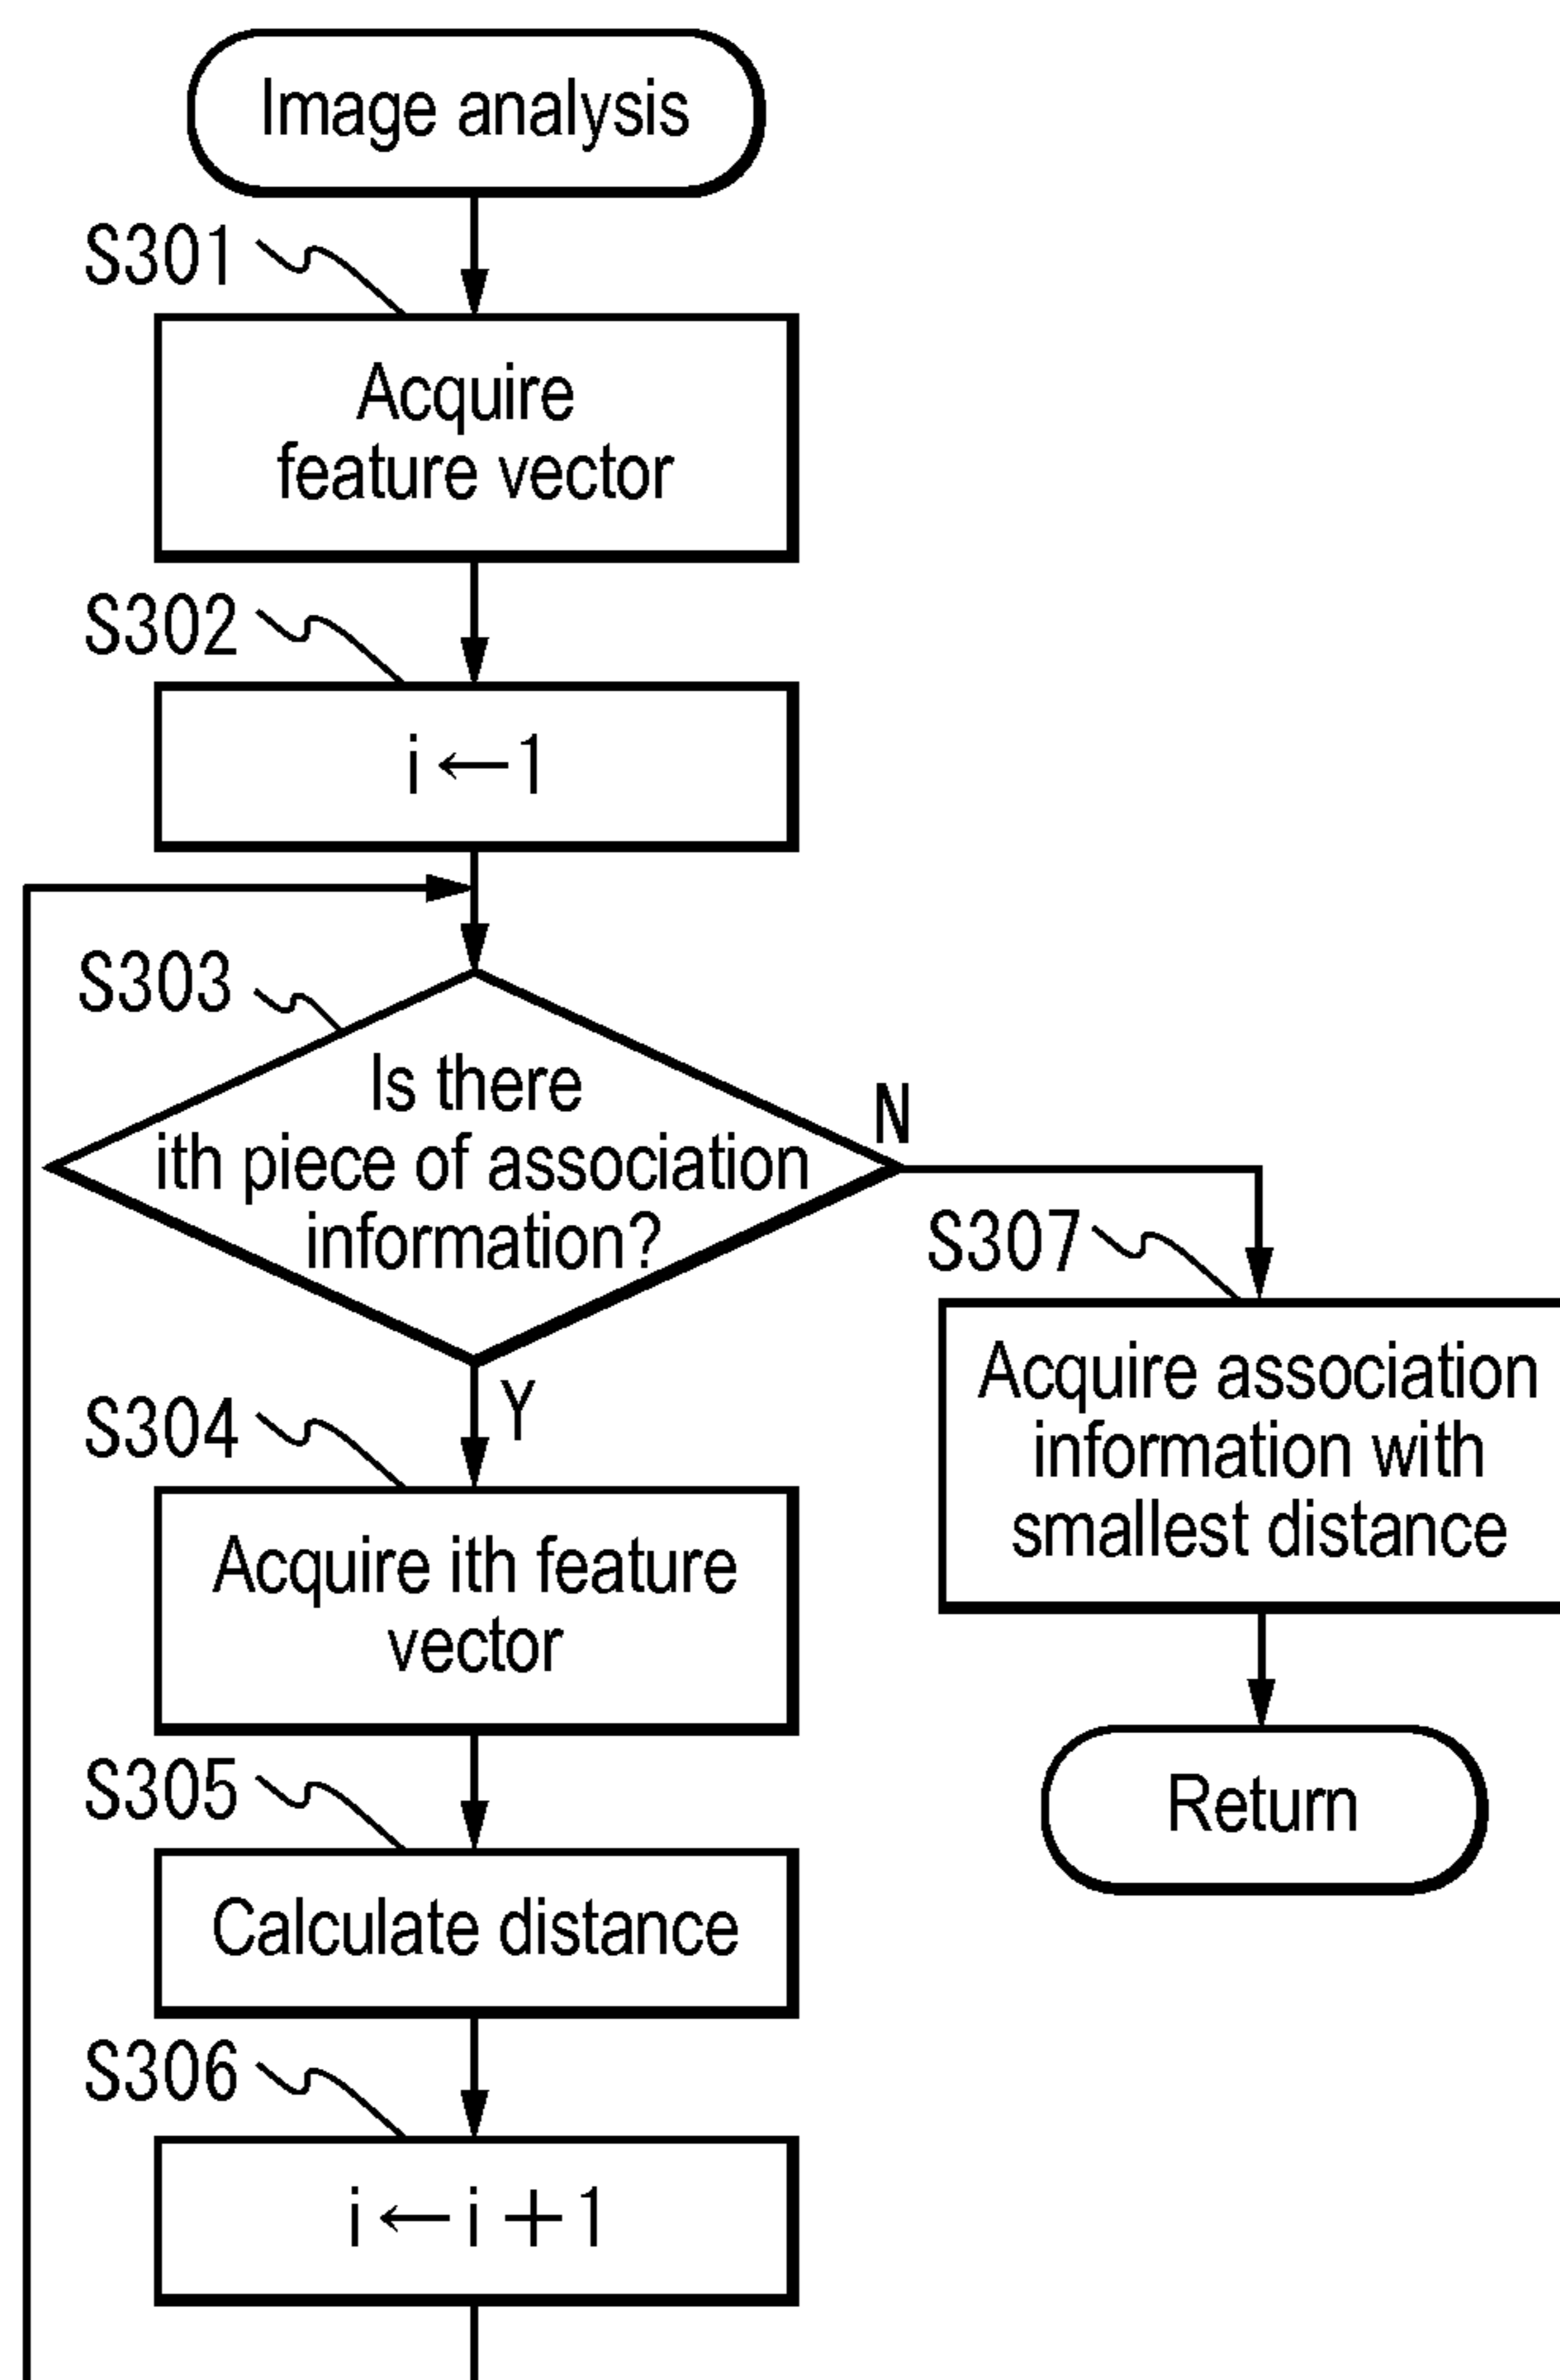 Image analysis
S301
Acquire
feature vector
S302
i←1
S303
Is there
ith piece of association
information?
N
Y
S304
Acquire ith feature
vector
S305
Calculate distance
S306
i←i+1
S307
Acquire association
information with
smallest distance
Return